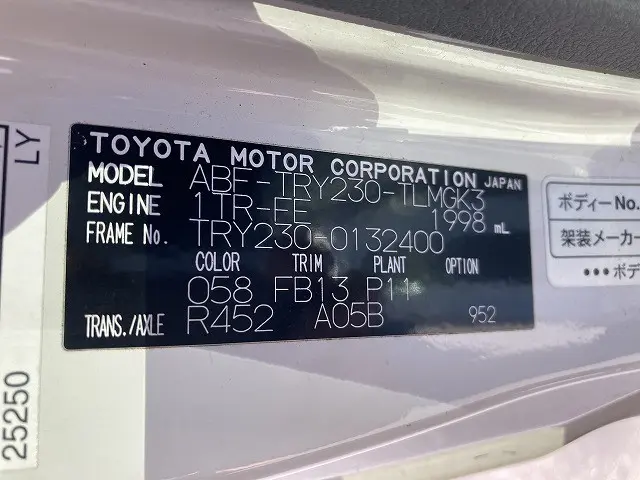 TOYOTA MOTOR CORPORATION JAPAN
MODEL ABF-TRY230-TLMGK3
ENGINE 1TR-FE 1998 mL
FRAME No. TRY230-0132400
COLOR TRIM PLANT OPTION
058 FB13 P11
TRANS./AXLE R452 A05B 952
LY
25250
ボディーNo.
架装メーカー
•••ボデ